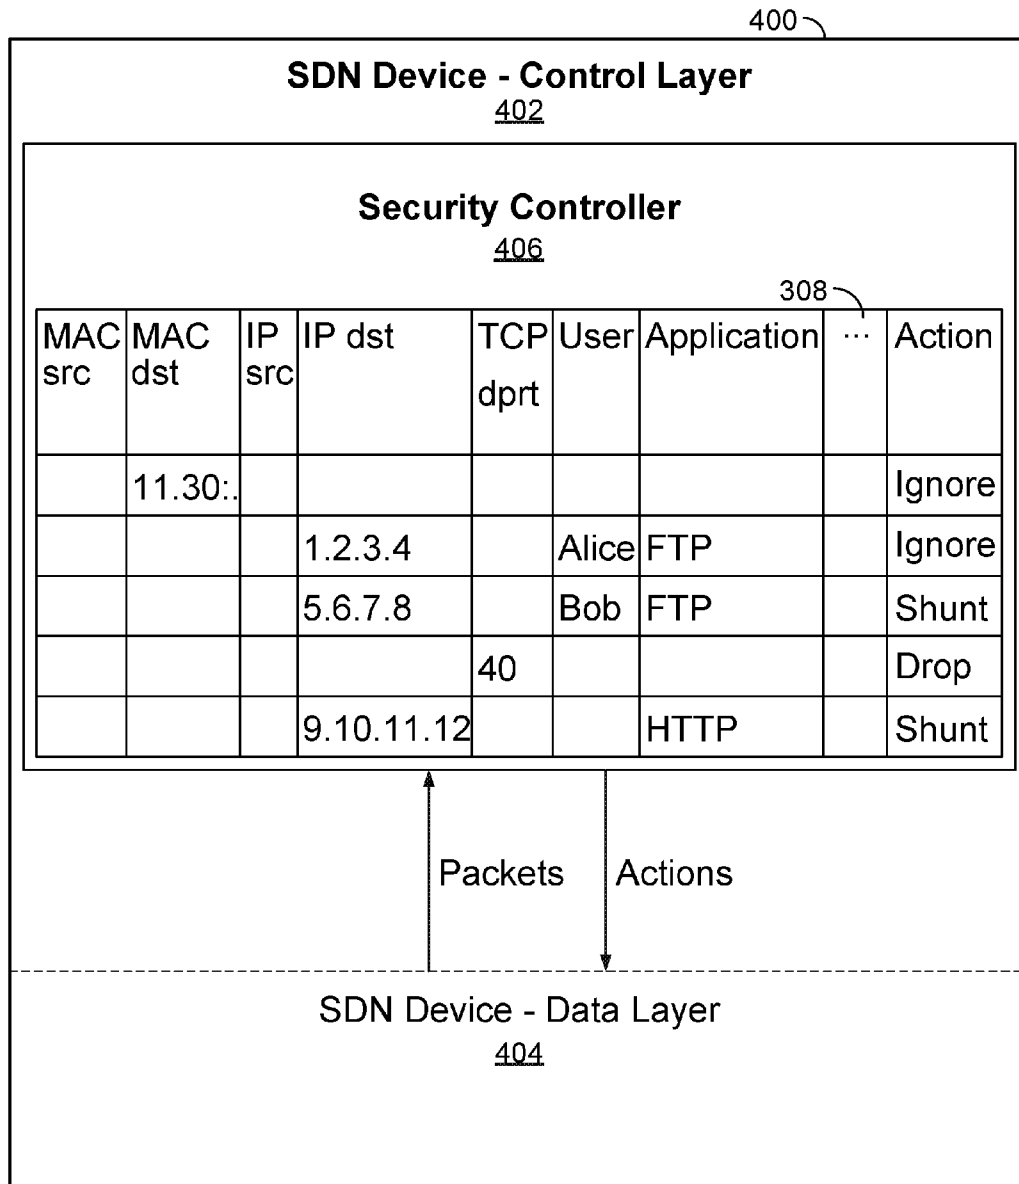 400
SDN Device - Control Layer
402
Security Controller
406
308
MAC src MAC dst IP src IP dst TCP dprt User Application ... Action
11.30:. Ignore
1.2.3.4 Alice FTP Ignore
5.6.7.8 Bob FTP Shunt
40 Drop
9.10.11.12 HTTP Shunt
Packets Actions
SDN Device - Data Layer
404